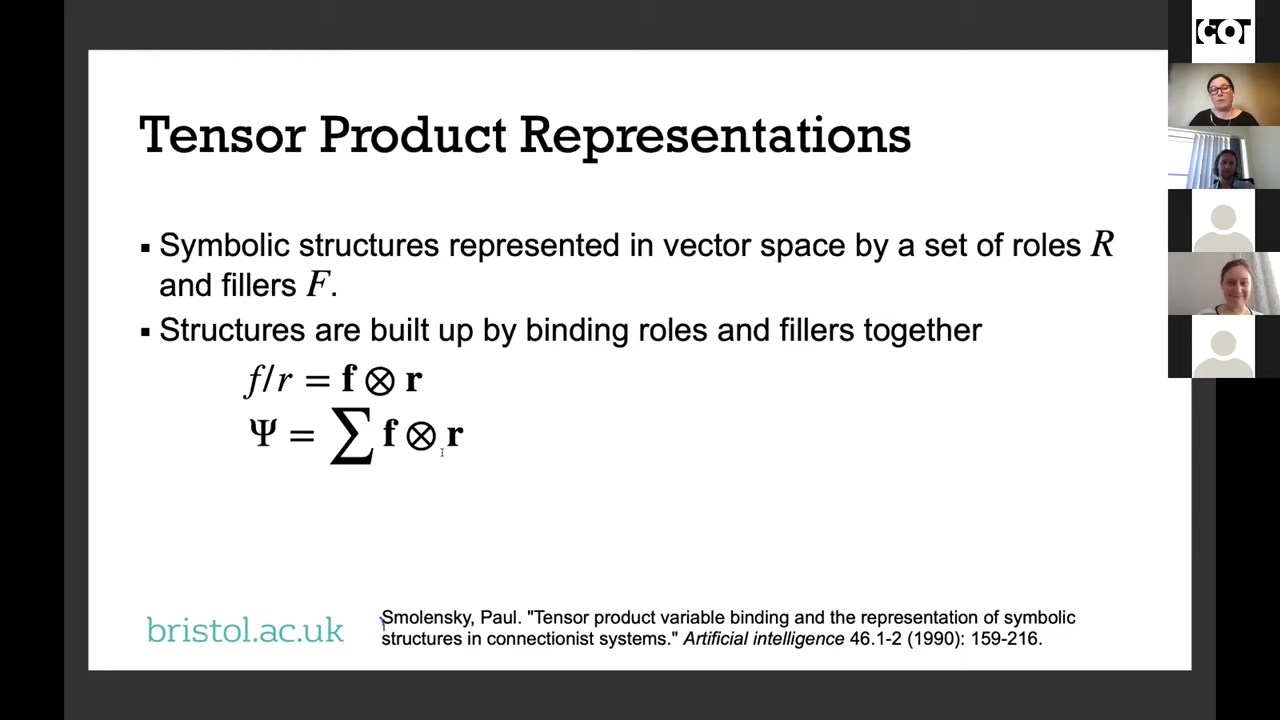 Tensor Product Representations
▪ Symbolic structures represented in vector space by a set of roles R
and fillers F.
▪ Structures are built up by binding roles and fillers together
f/r = f ⊗ r
Ψ = ∑ f ⊗ r
bristol.ac.uk
Smolensky, Paul. "Tensor product variable binding and the representation of symbolic
structures in connectionist systems." Artificial intelligence 46.1-2 (1990): 159-216.